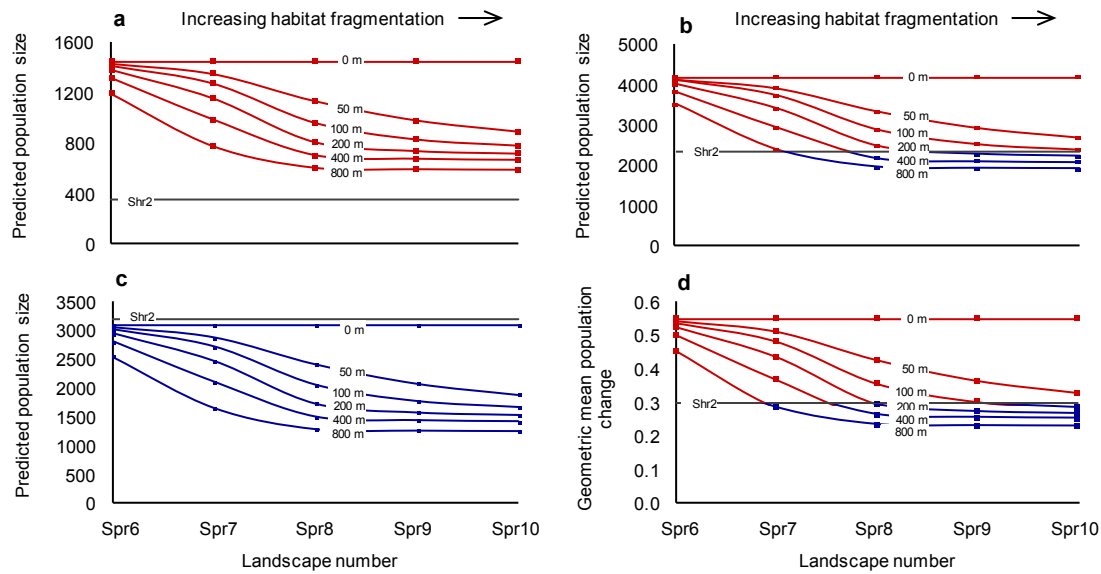 a
Increasing habitat fragmentation
Predicted population size
1600
1200
800
400
0
0 m
50 m
100 m
200 m
400 m
800 m
Shr2
b
Increasing habitat fragmentation
Predicted population size
5000
4000
3000
2000
1000
0
0 m
50 m
100 m
200 m
400 m
800 m
Shr2
c
Predicted population size
3500
3000
2500
2000
1500
1000
500
0
Shr2
0 m
50 m
100 m
200 m
400 m
800 m
Spr6 Spr7 Spr8 Spr9 Spr10
Landscape number
d
Geometric mean population
change
0.6
0.5
0.4
0.3
0.2
0.1
0.0
0 m
50 m
100 m
200 m
400 m
800 m
Shr2
Spr6 Spr7 Spr8 Spr9 Spr10
Landscape number